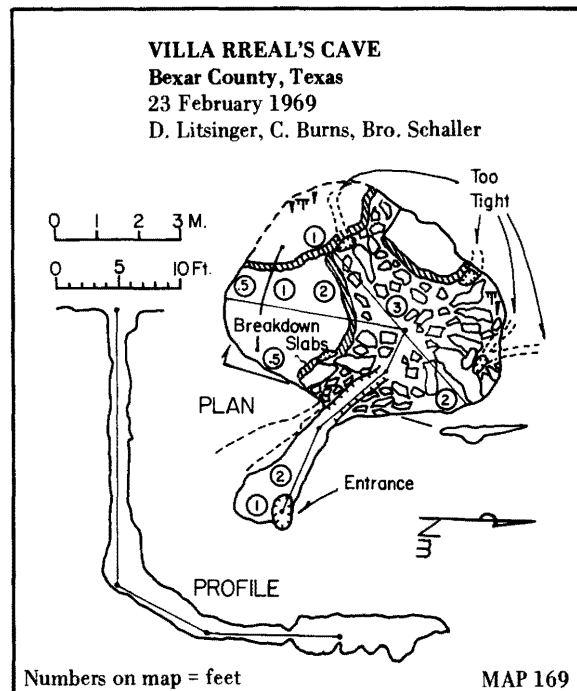 VILLA RREAL'S CAVE
Bexar County, Texas
23 February 1969
D. Litsinger, C. Burns, Bro. Schaller
Too
Tight
0 1 2 3 M.
0 5 10 Ft.
1
.5 1 2
3
Breakdown
Slabs
.5
PLAN
2
2
Entrance
1
N
PROFILE
Numbers on map = feet
MAP 169